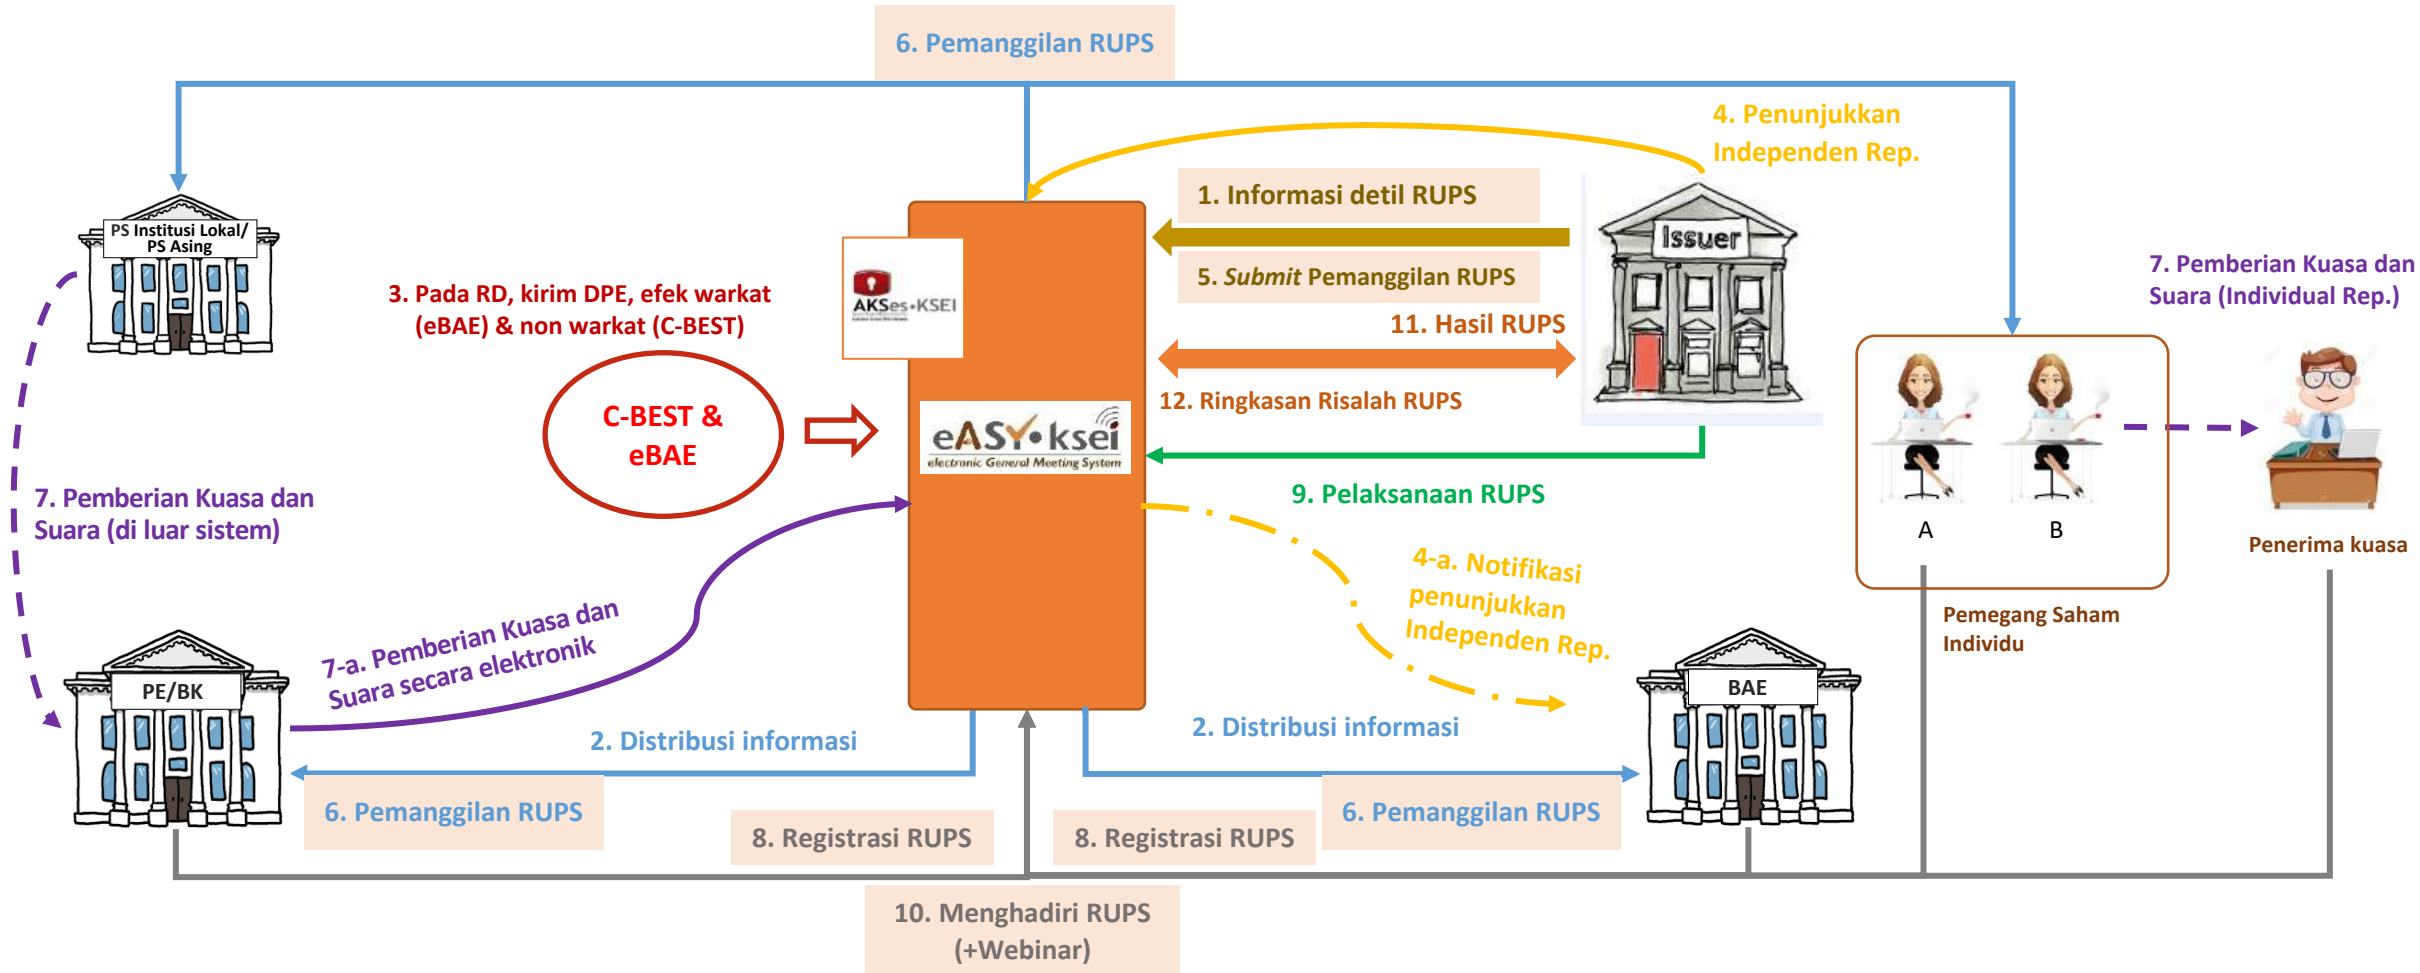 6. Pemanggilan RUPS
4. Penunjukkan
Independen Rep.
1. Informasi detil RUPS
5. Submit Pemanggilan RUPS
Issuer
PS Institusi Lokal/
PS Asing
7. Pemberian Kuasa dan
Suara (Individual Rep.)
3. Pada RD, kirim DPE, efek warkat
(eBAE) & non warkat (C-BEST)
AKSes•KSEI
11. Hasil RUPS
12. Ringkasan Risalah RUPS
C-BEST &
eBAE
eASY•ksei
electronic General Meeting System
9. Pelaksanaan RUPS
7. Pemberian Kuasa dan
Suara (di luar sistem)
A
B
Penerima kuasa
4-a. Notifikasi
penunjukkan
Independen Rep.
Pemegang Saham
Individu
7-a. Pemberian Kuasa dan
Suara secara elektronik
PE/BK
BAE
2. Distribusi informasi
2. Distribusi informasi
6. Pemanggilan RUPS
6. Pemanggilan RUPS
8. Registrasi RUPS
8. Registrasi RUPS
10. Menghadiri RUPS
(+Webinar)